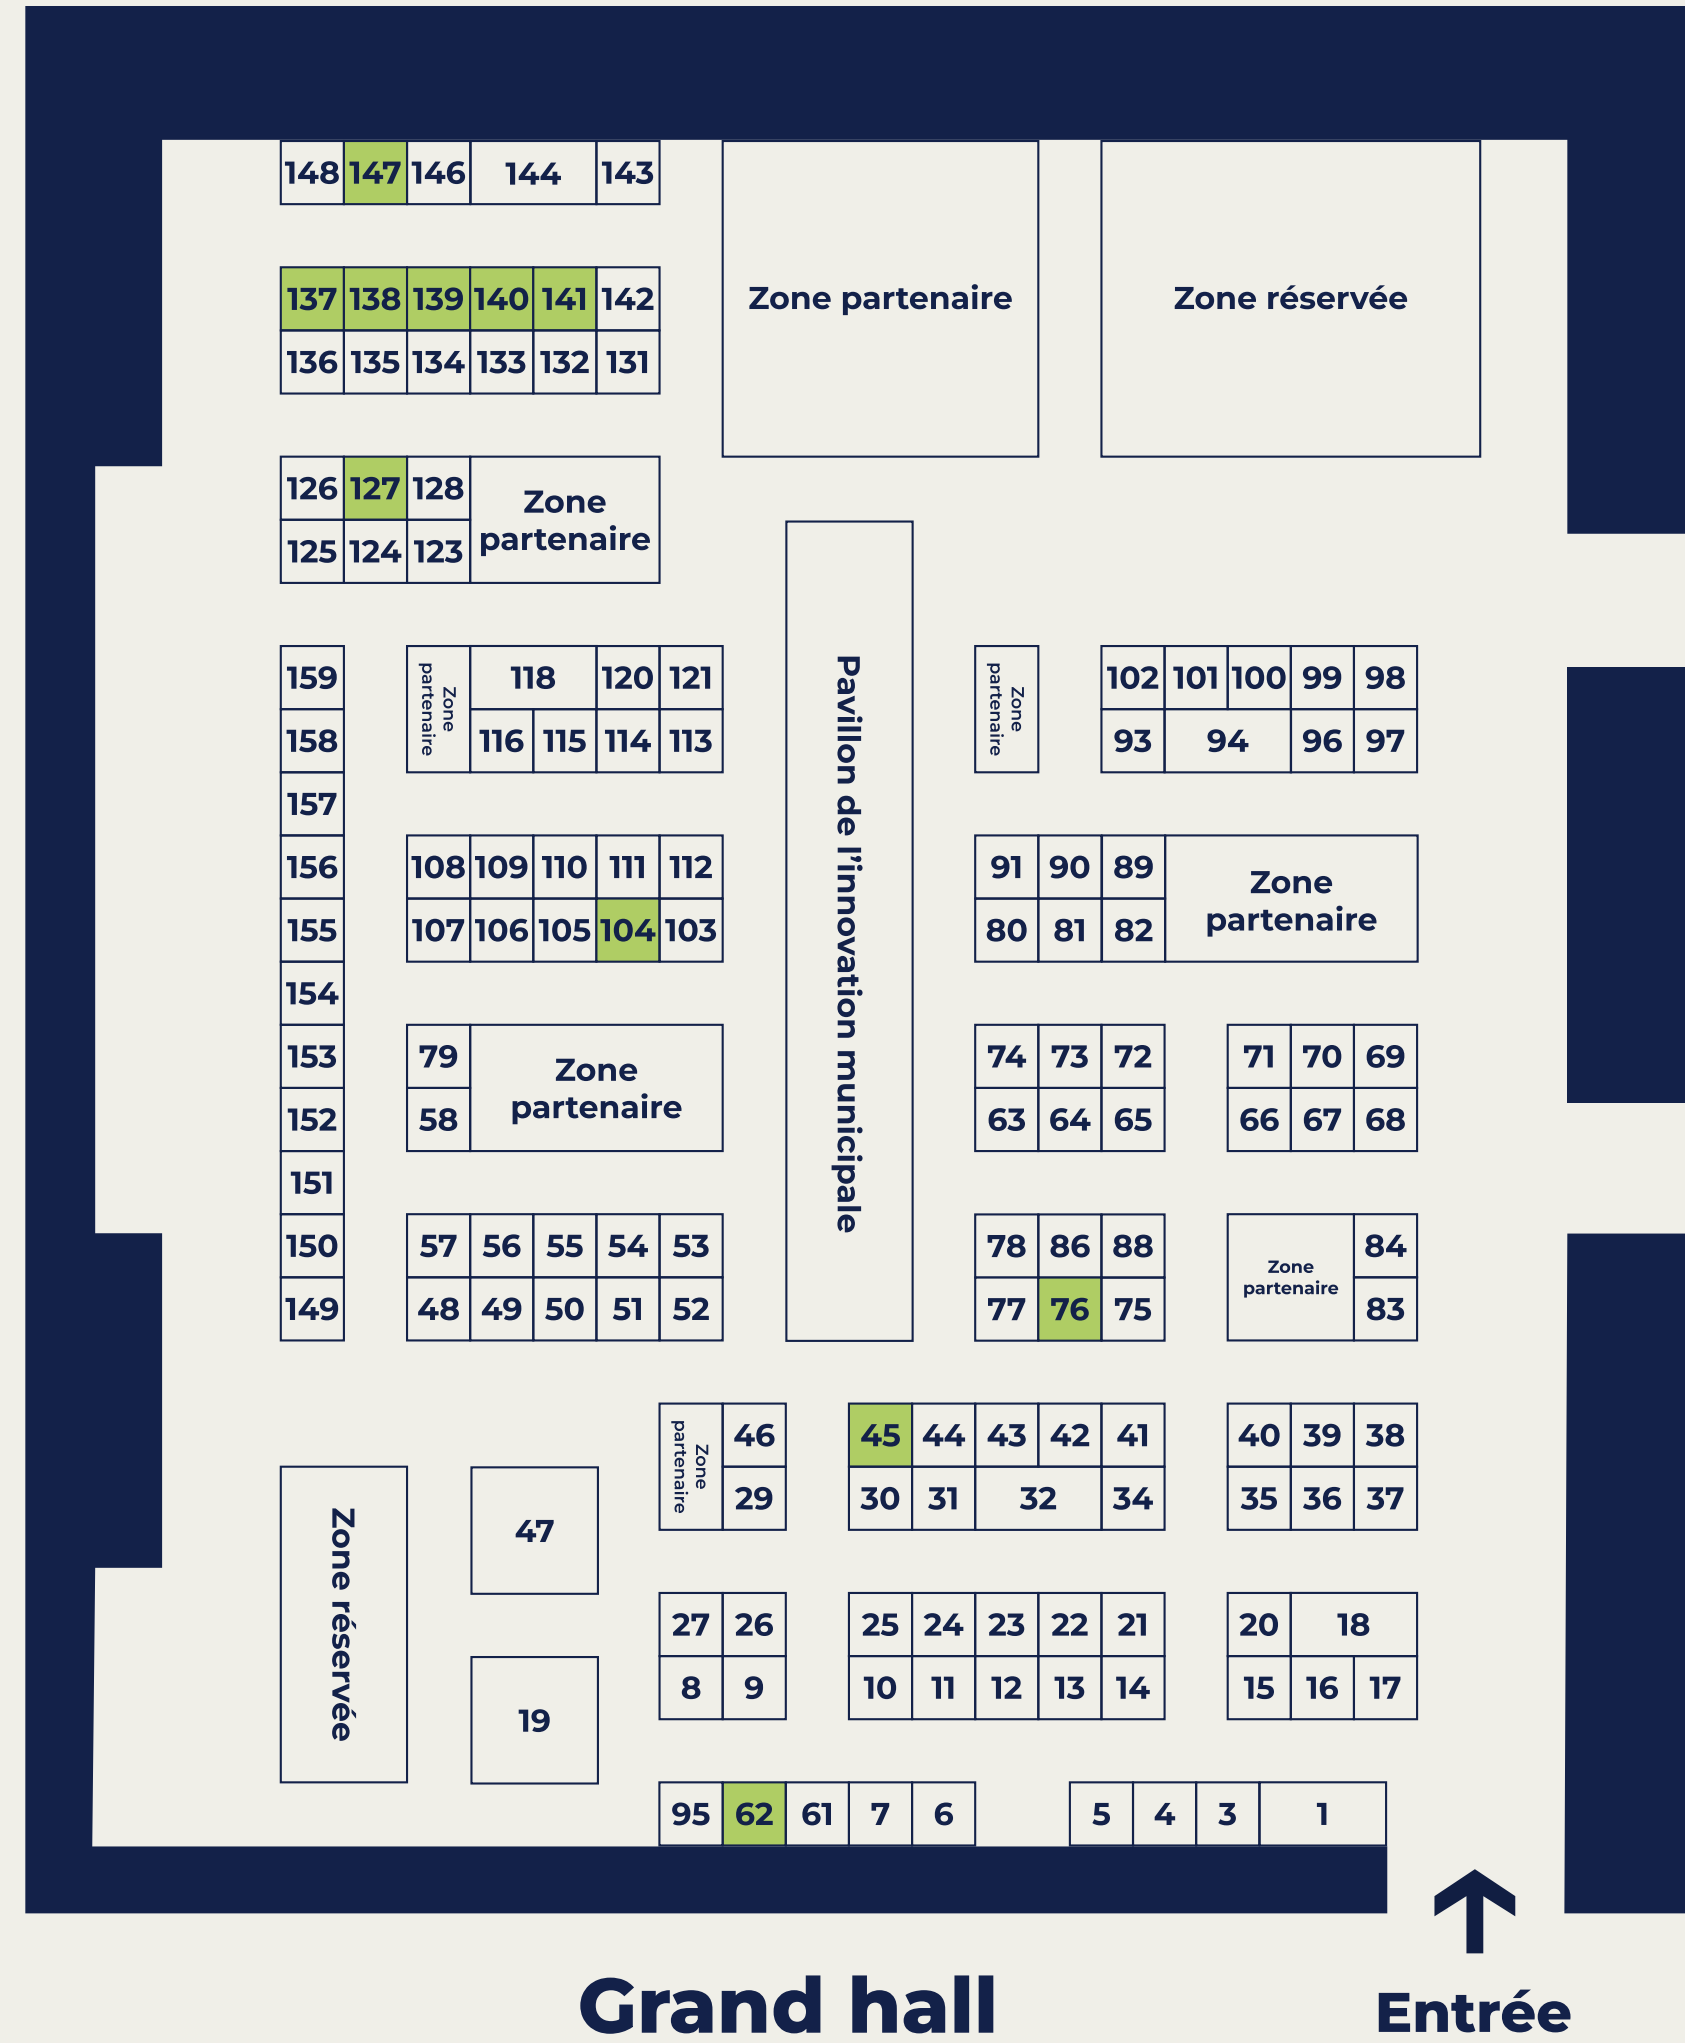 148 147 146 144 143
137 138 139 140 141 142
136 135 134 133 132 131
Zone partenaire
Zone réservée
126 127 128
125 124 123
Zone
partenaire
159
158
157
156
155
154
153
152
151
150
149
Zone
partenaire
118 120 121
116 115 114 113
108 109 110 111 112
107 106 105 104 103
79
58
Zone
partenaire
57 56 55 54 53
48 49 50 51 52
Pavillon de l'innovation municipale
Zone
partenaire
102 101 100 99 98
93 94 96 97
91 90 89
80 81 82
Zone
partenaire
74 73 72
63 64 65
71 70 69
66 67 68
78 86 88
77 76 75
Zone
partenaire
84
83
Zone réservée
47
19
Zone
partenaire
46
29
45 44 43 42 41
30 31 32 34
40 39 38
35 36 37
27 26
8 9
25 24 23 22 21
10 11 12 13 14
20 18
15 16 17
95 62 61 7 6
5 4 3 1
Grand hall
Entrée